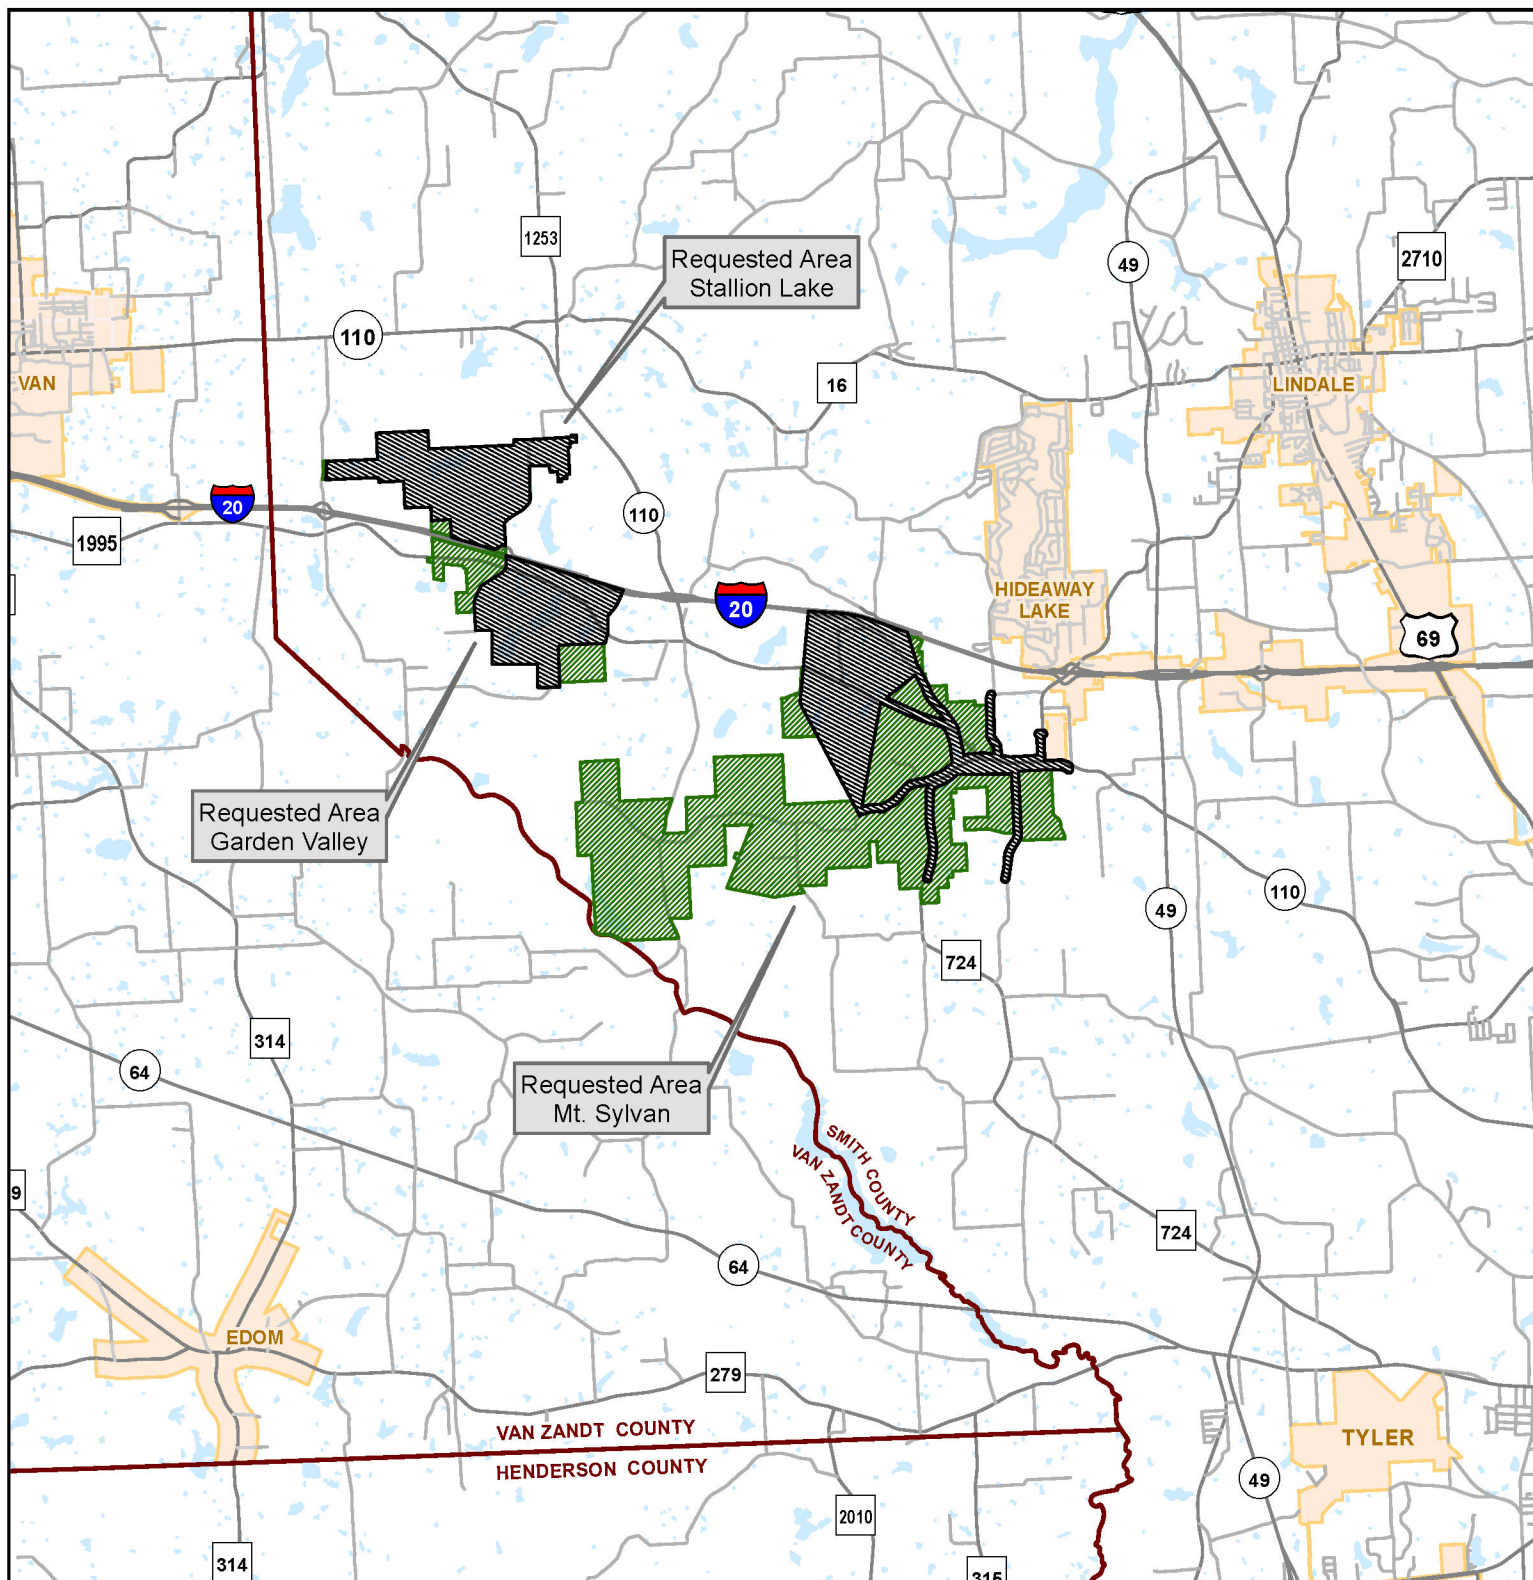 1253
Requested Area
Stallion Lake
49
2710
110
16
VAN
LINDALE
20
1995
110
20
HIDEAWAY
LAKE
69
Requested Area
Garden Valley
110
49
724
314
64
Requested Area
Mt. Sylvan
SMITH COUNTY
VAN ZANDT COUNTY
9
724
64
EDOM
279
VAN ZANDT COUNTY
HENDERSON COUNTY
TYLER
49
2010
314
315